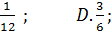 1/12 ; D. 3/6 ;